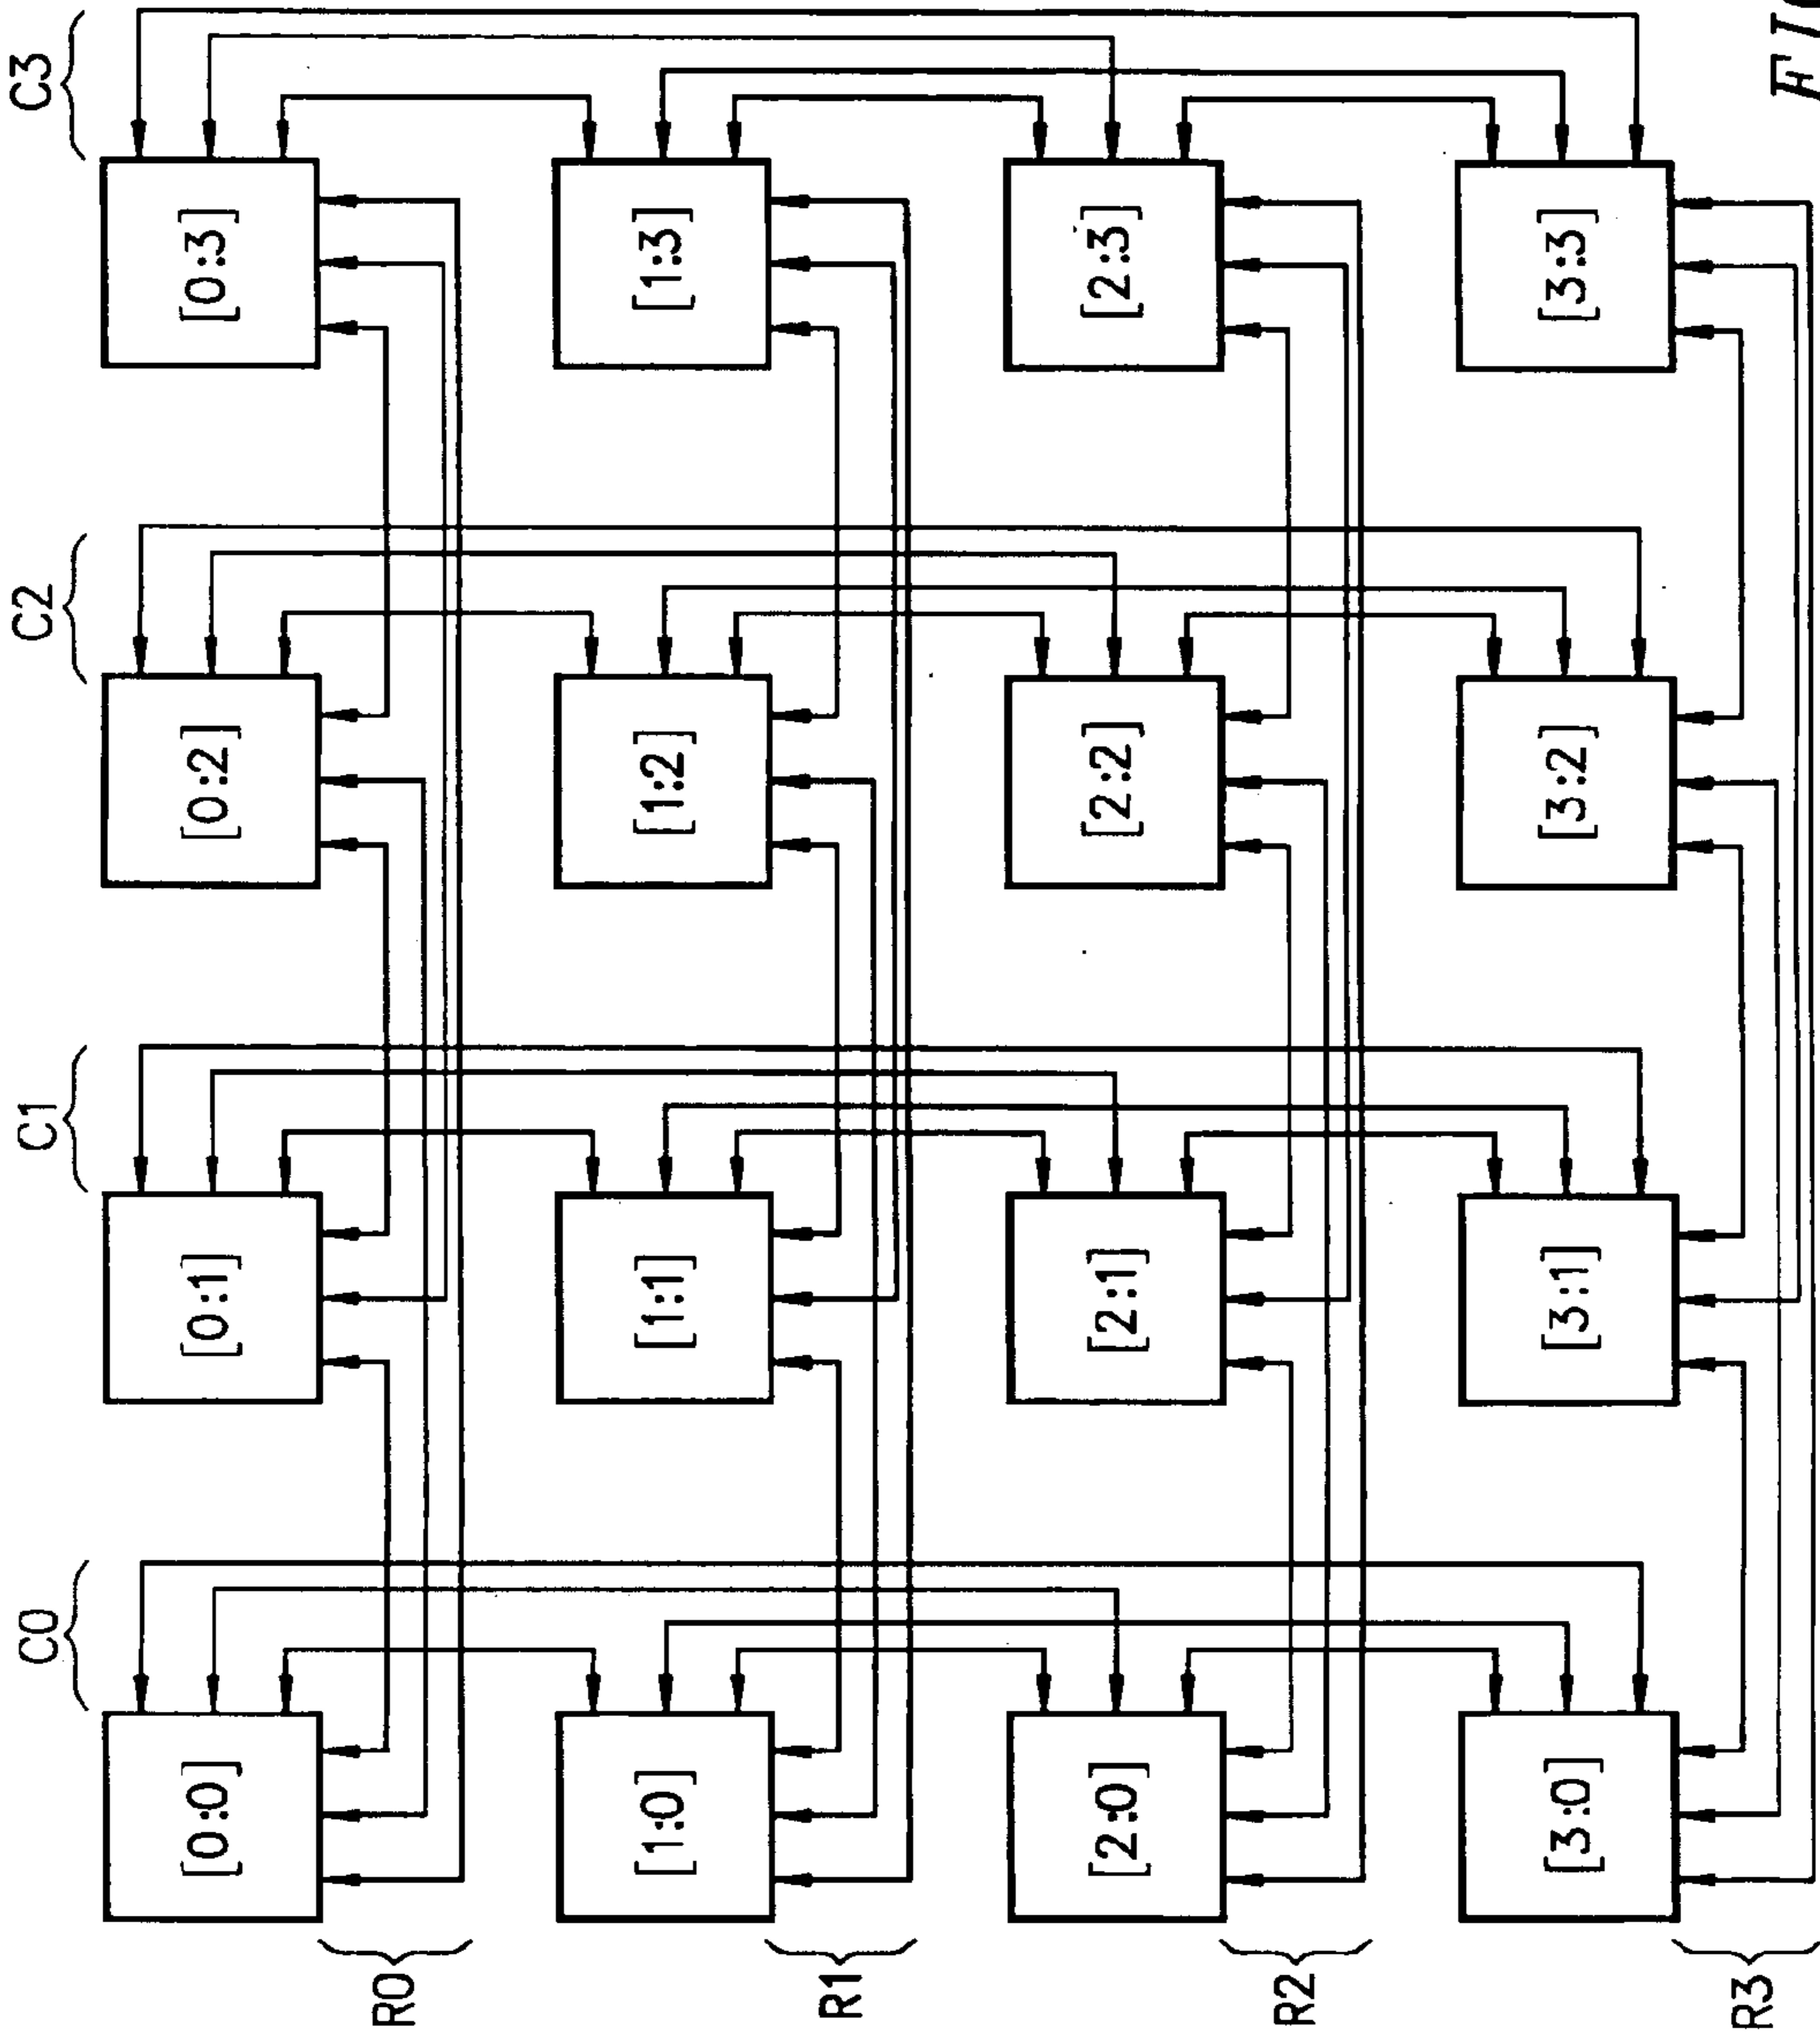 C0 C1 C2 C3
[0:0] [0:1] [0:2] [0:3]
R0
[1:0] [1:1] [1:2] [1:3]
R1
[2:0] [2:1] [2:2] [2:3]
R2
[3:0] [3:1] [3:2] [3:3]
R3
FIG